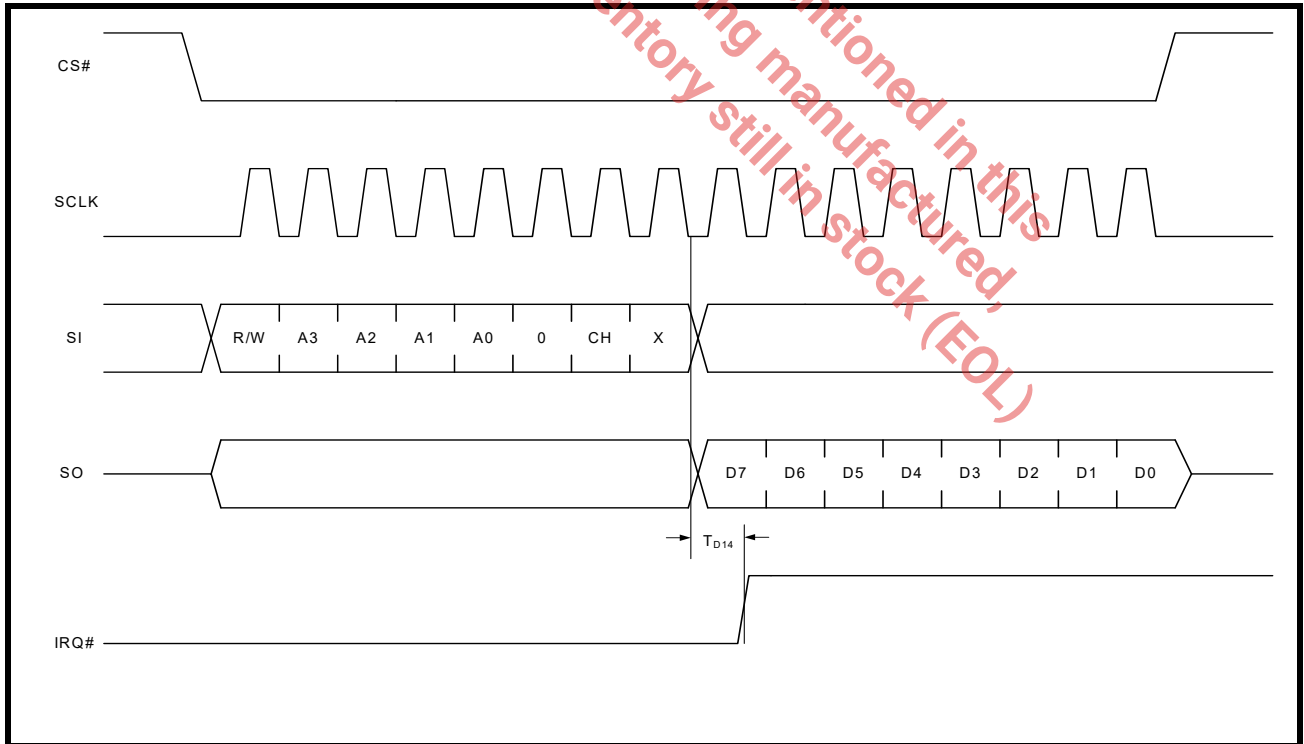 ntioned in this
ng manufactured,
entory still in stock (EOL)
CS#
SCLK
SI
R/W A3 A2 A1 A0 0 CH X
SO
D7 D6 D5 D4 D3 D2 D1 D0
TD14
IRQ#